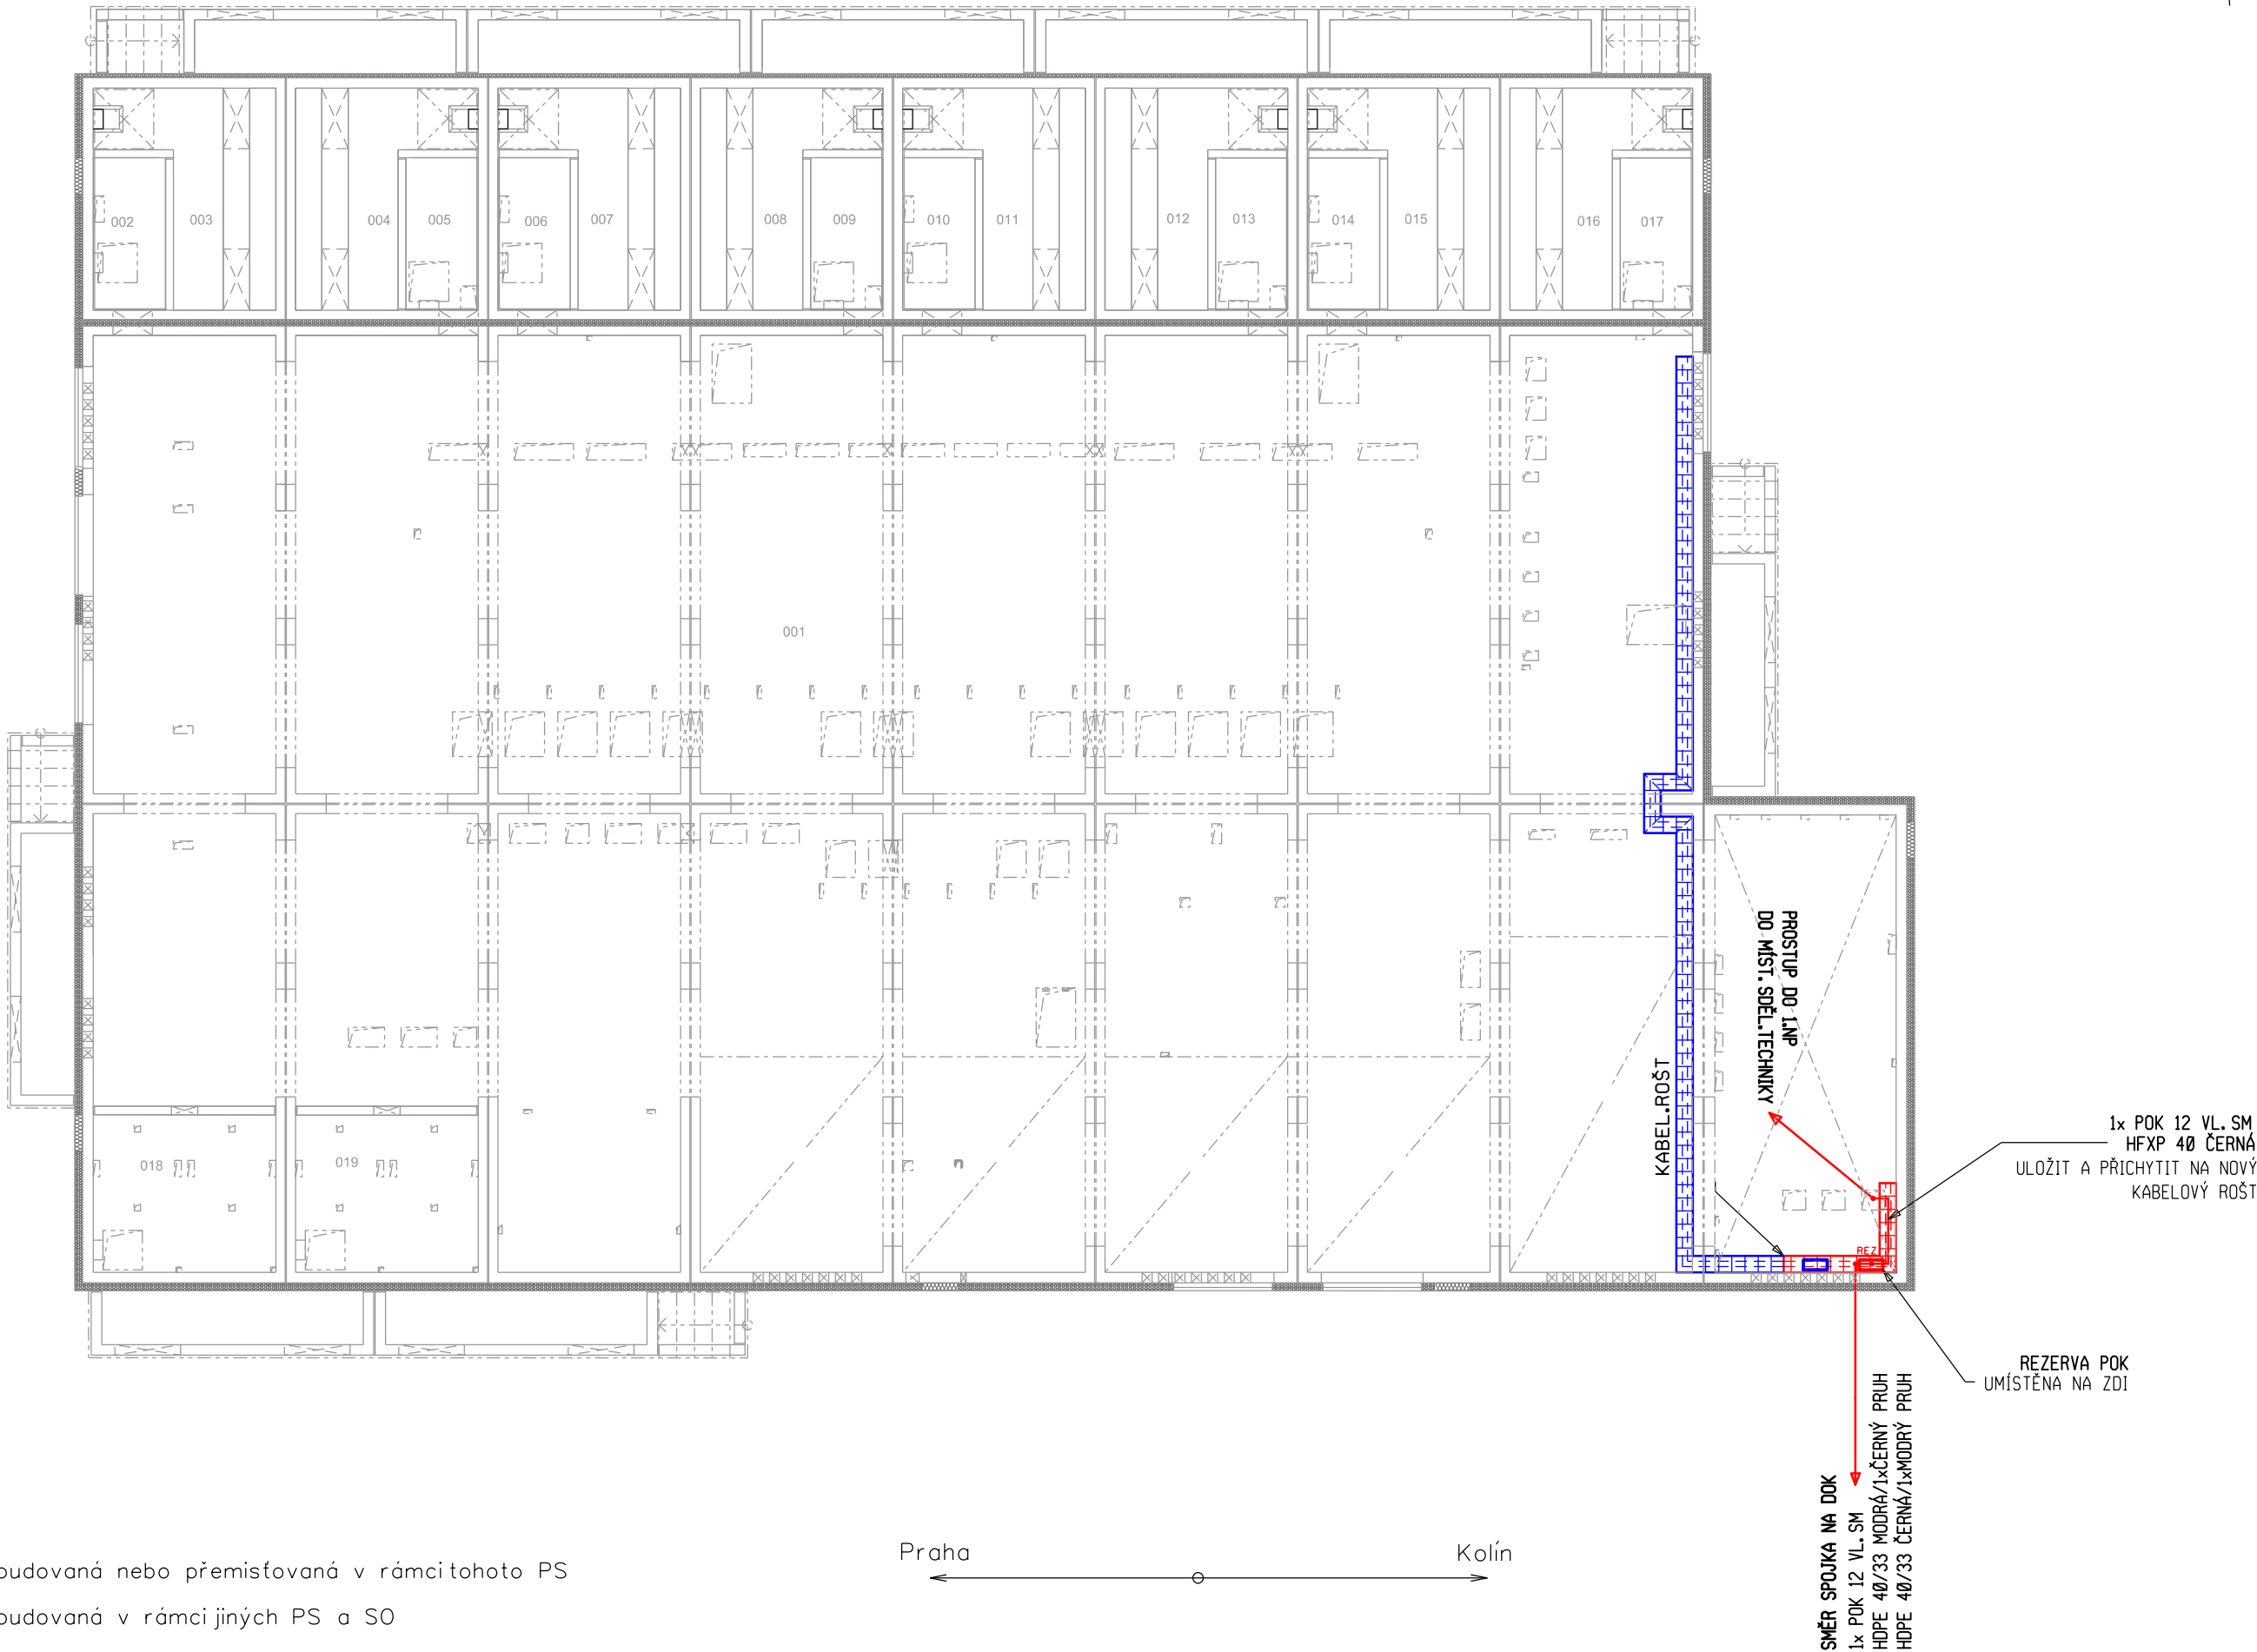 002
003
004
005
006
007
008
009
010
011
012
013
014
015
016
017
001
018
019
KABEL.ROŠT
PROSTUP DO 1.NP
DO MÍST. SDĚL.TECHNIKY
REZ
1x POK 12 VL. SM
HFXP 40 ČERNÁ
ULOŽIT A PŘICHYTIT NA NOVÝ
KABELOVÝ ROŠT
REZERVA POK
UMÍSTĚNA NA ZDI
SMĚR SPOJKA NA DOK
1x POK 12 VL. SM
HDPE 40/33 MODRÁ/1xČERNÝ PRUH
HDPE 40/33 ČERNÁ/1xMODRÝ PRUH
Praha
Kolín
budovaná nebo přemisťovaná v rámci tohoto PS
budovaná v rámci jiných PS a SO